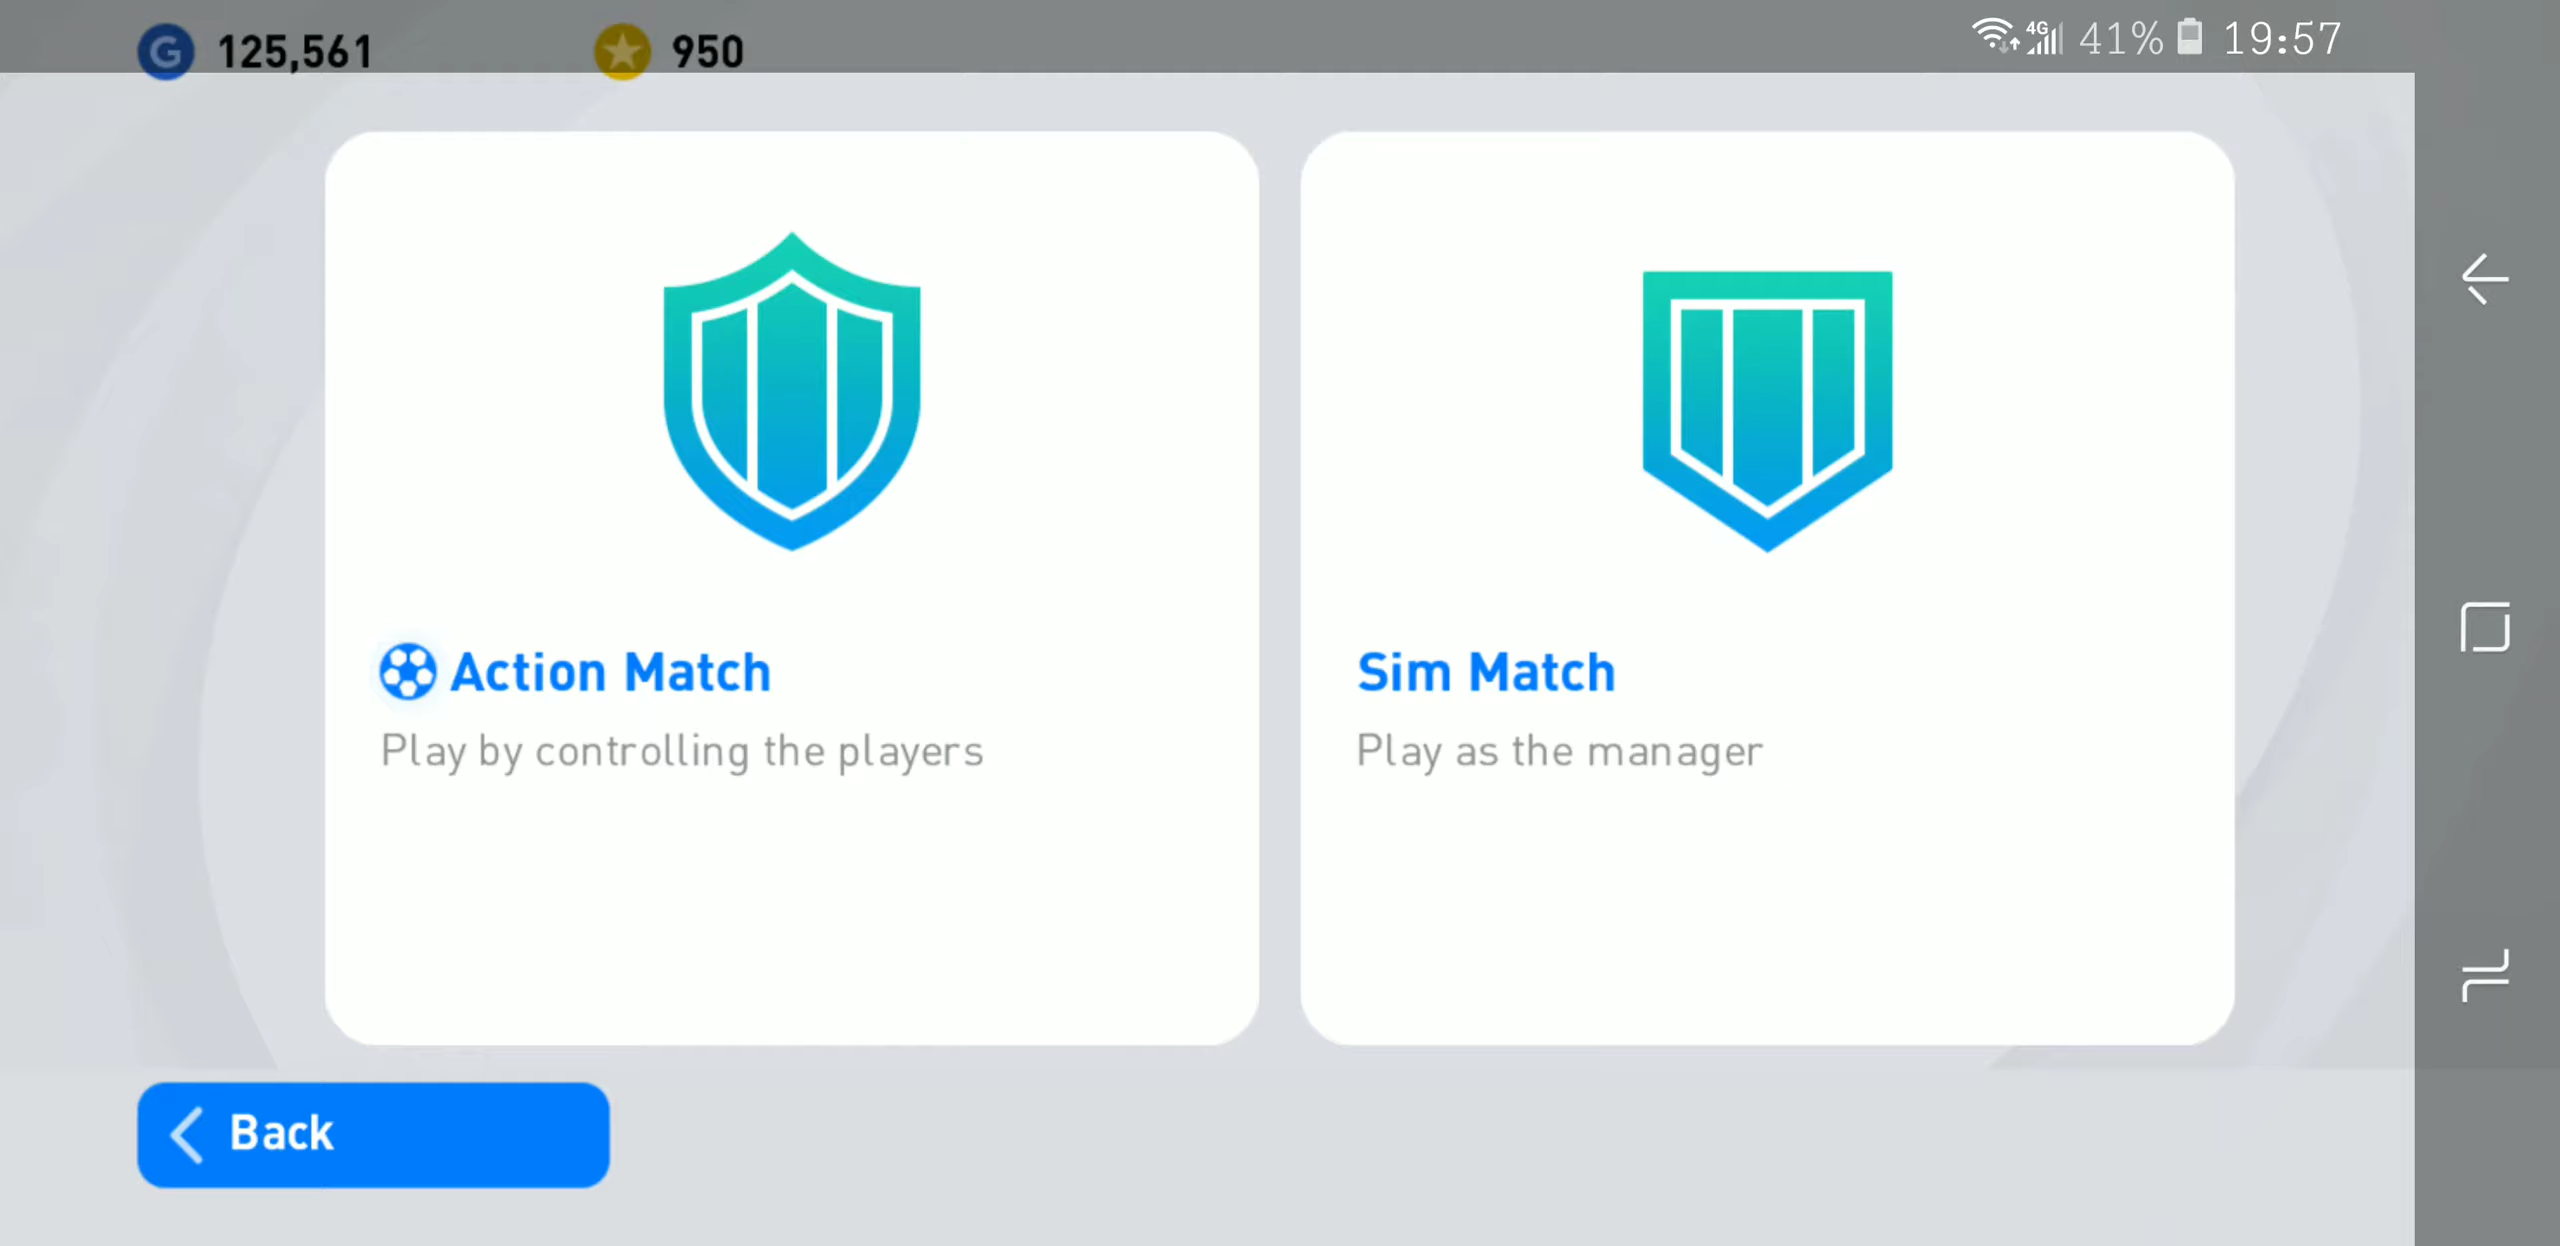 G 125,561
950
4G 41% 19:57
Action Match
Play by controlling the players
Sim Match
Play as the manager
Back